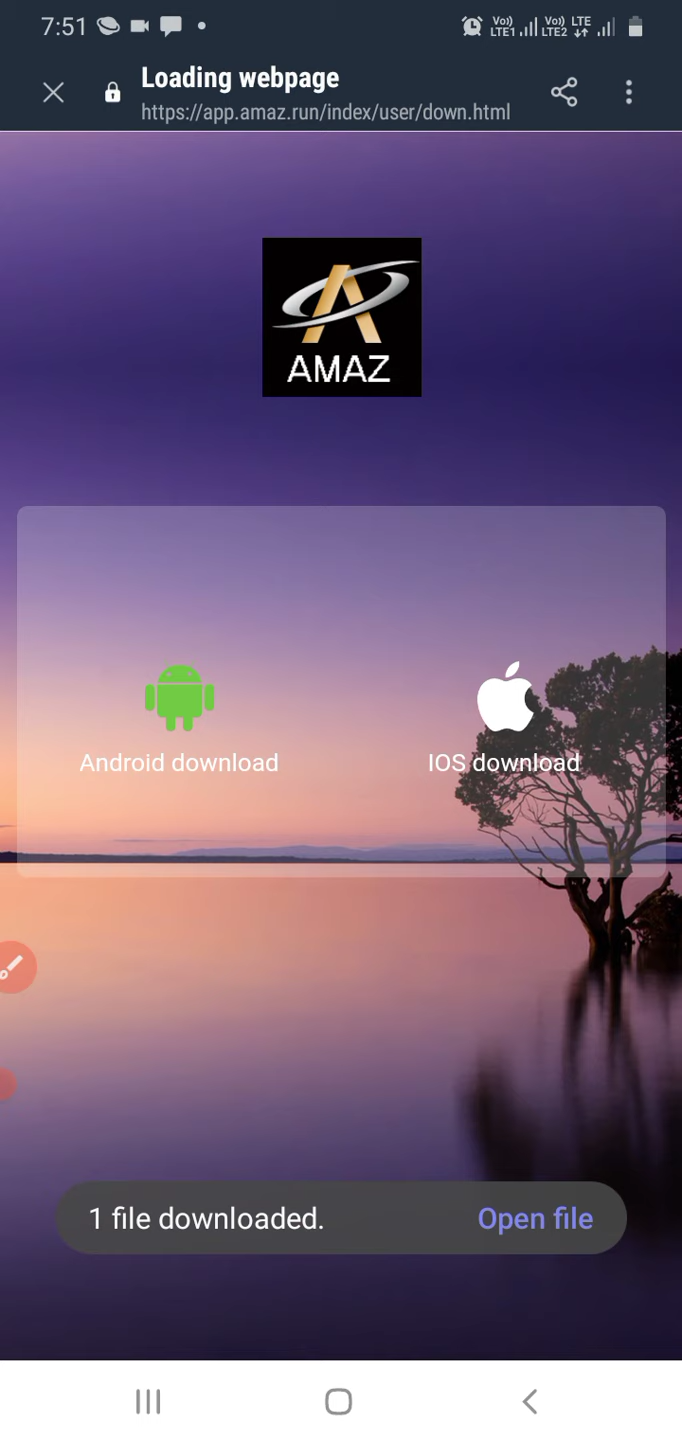 7:51
Vo) LTE1 Vo) LTE LTE2
Loading webpage
https://app.amaz.run/index/user/down.html
AMAZ
Android download
IOS download
1 file downloaded.
Open file